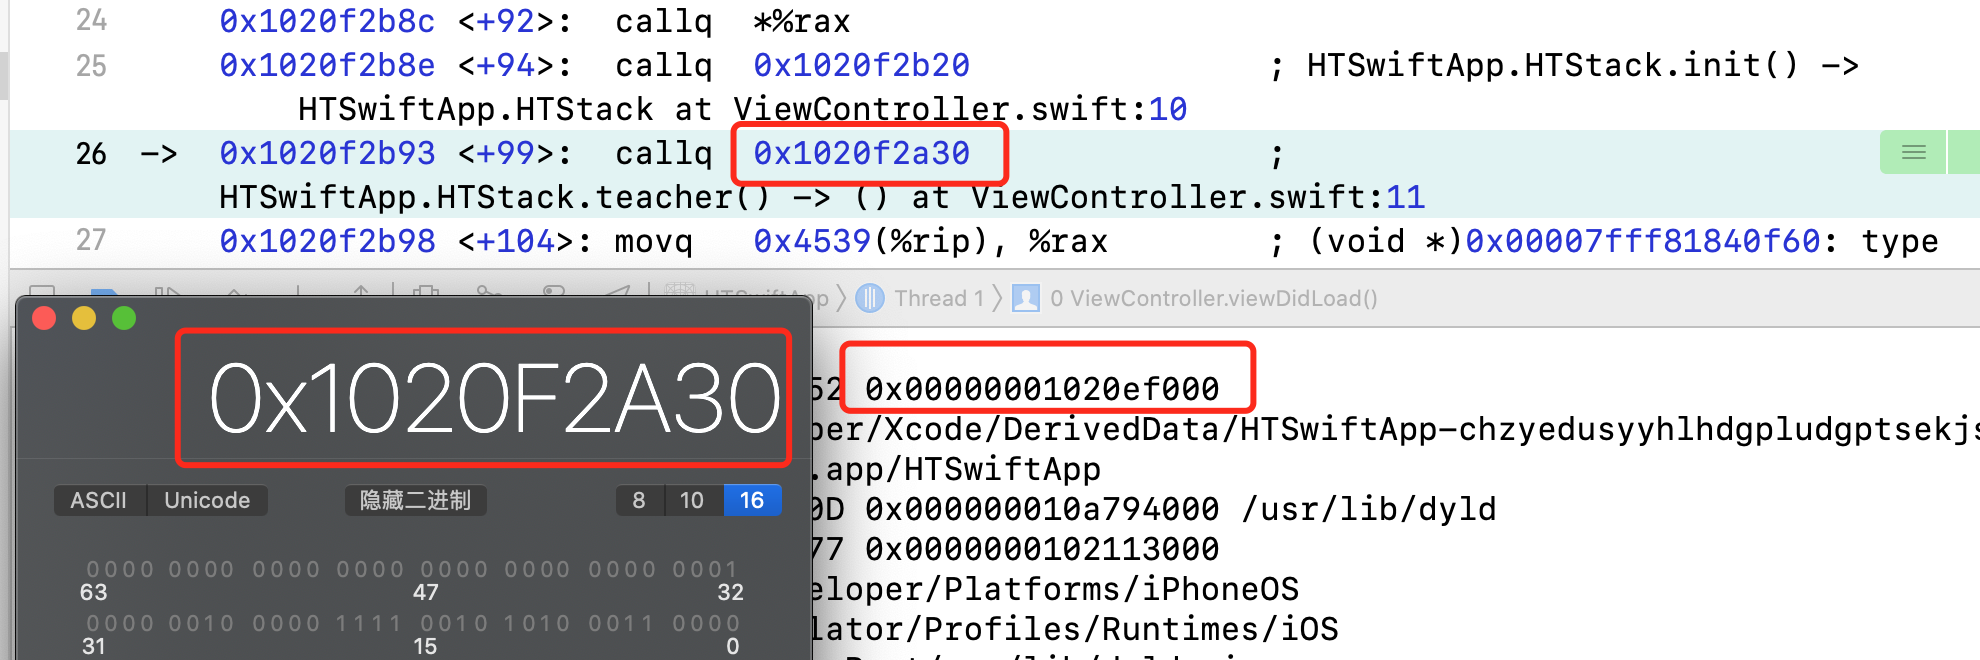 24 0x1020f2b8c <+92>: callq *%rax
25 0x1020f2b8e <+94>: callq 0x1020f2b20 ; HTSwiftApp.HTStack.init() ->
HTSwiftApp.HTStack at ViewController.swift:10
26 -> 0x1020f2b93 <+99>: callq 0x1020f2a30 ;
HTSwiftApp.HTStack.teacher() -> () at ViewController.swift:11
27 0x1020f2b98 <+104>: movq 0x4539(%rip), %rax ; (void *)0x00007fff81840f60: type
Thread 1 0 ViewController.viewDidLoad()
0x1020F2A30
52 0x00000001020ef000
per/Xcode/DerivedData/HTSwiftApp-chzyedusyyhlhdgpludgptsekjs
.app/HTSwiftApp
ASCII Unicode 隐藏二进制 8 10 16
0D 0x000000010a794000 /usr/lib/dyld
77 0x0000000102113000
0000 0000 0000 0000 0000 0000 0000 0001
63 47 32
eloper/Platforms/iPhoneOS
0000 0010 0000 1111 0010 1010 0011 0000
31 15 0
lator/Profiles/Runtimes/iOS